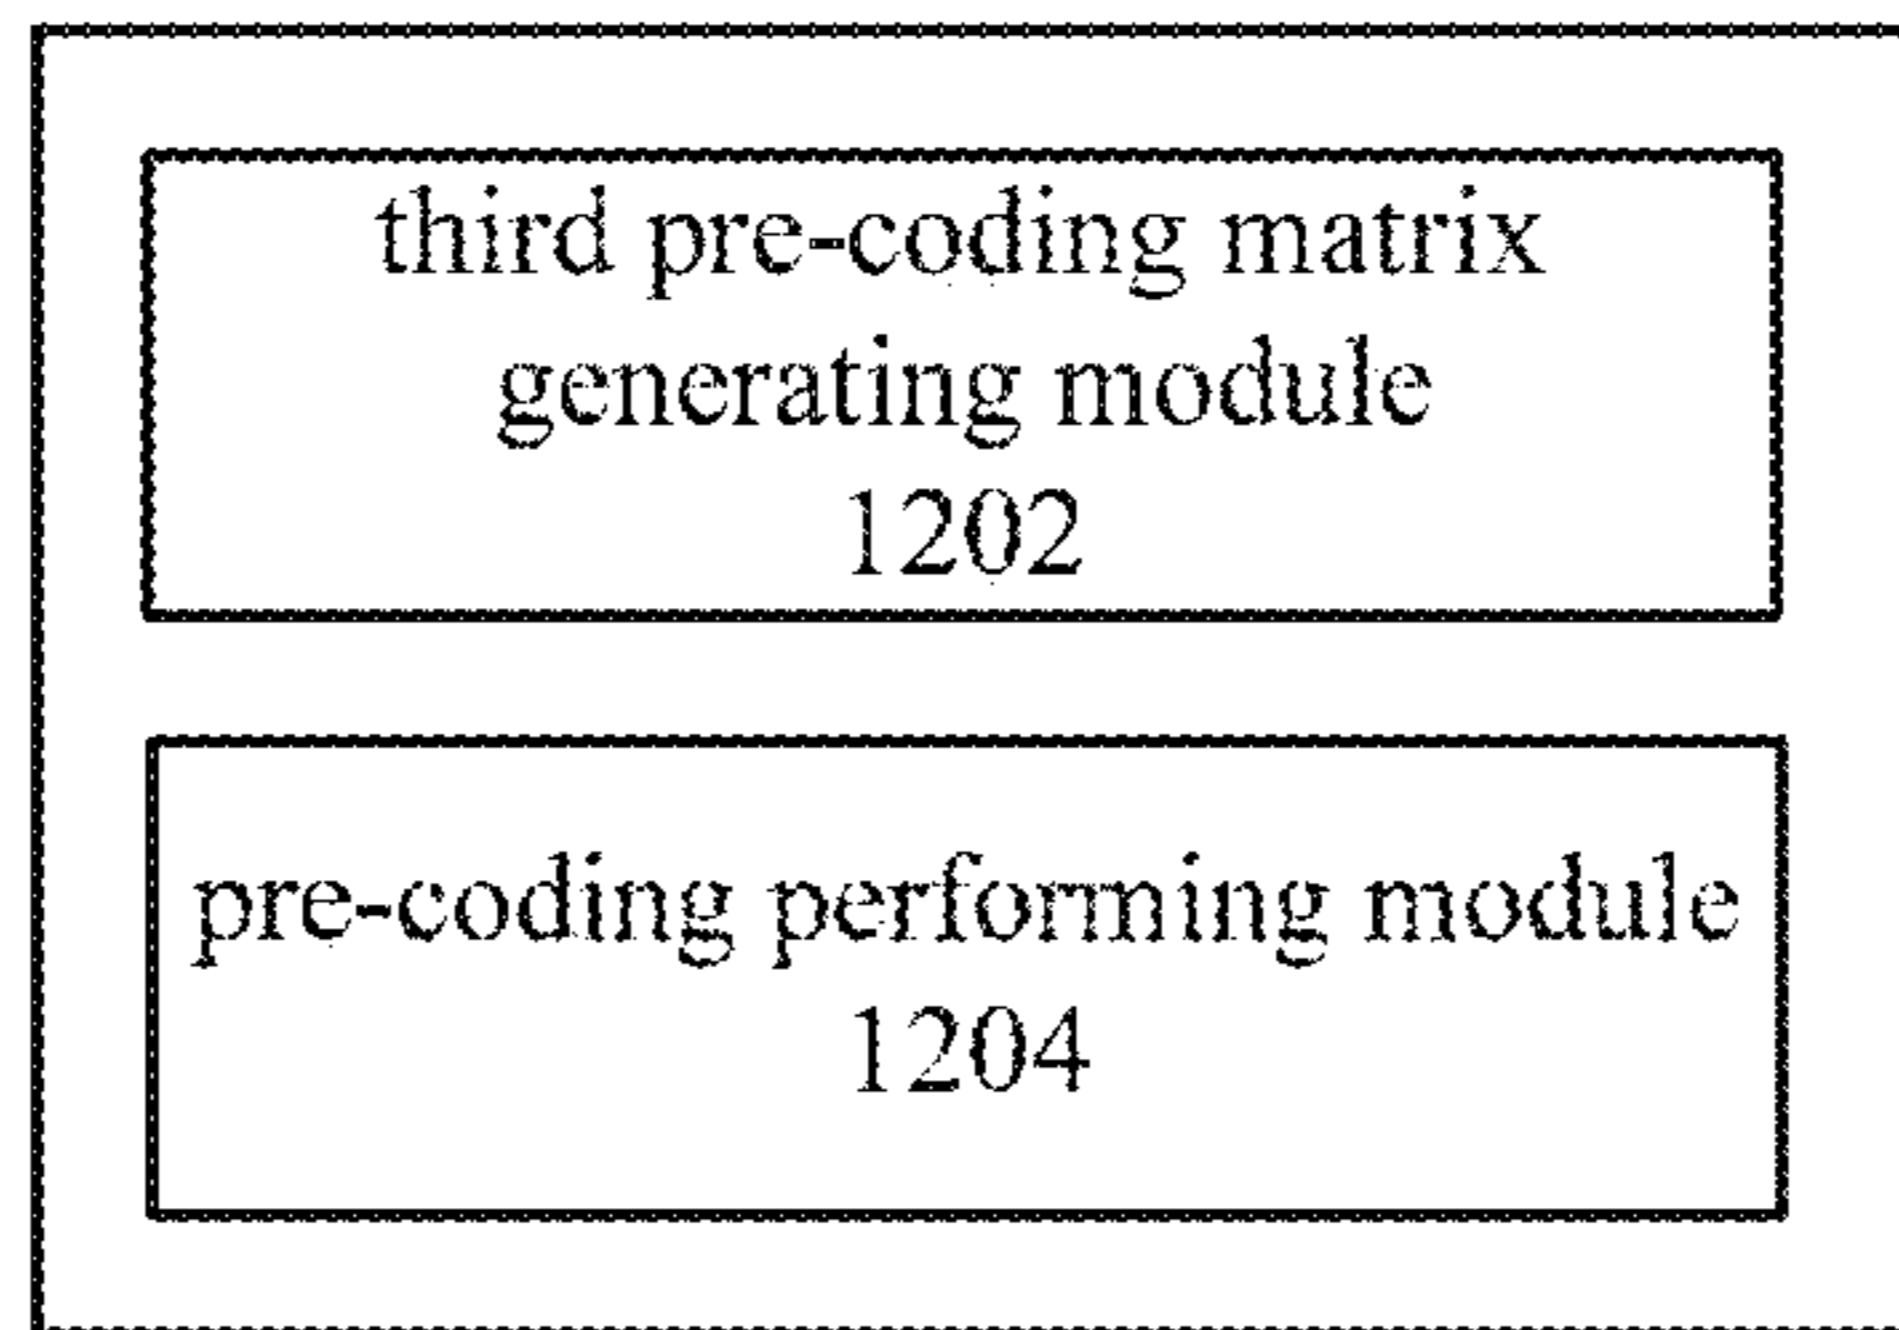 third pre-coding matrix
generating module
1202
pre-coding performing module
1204